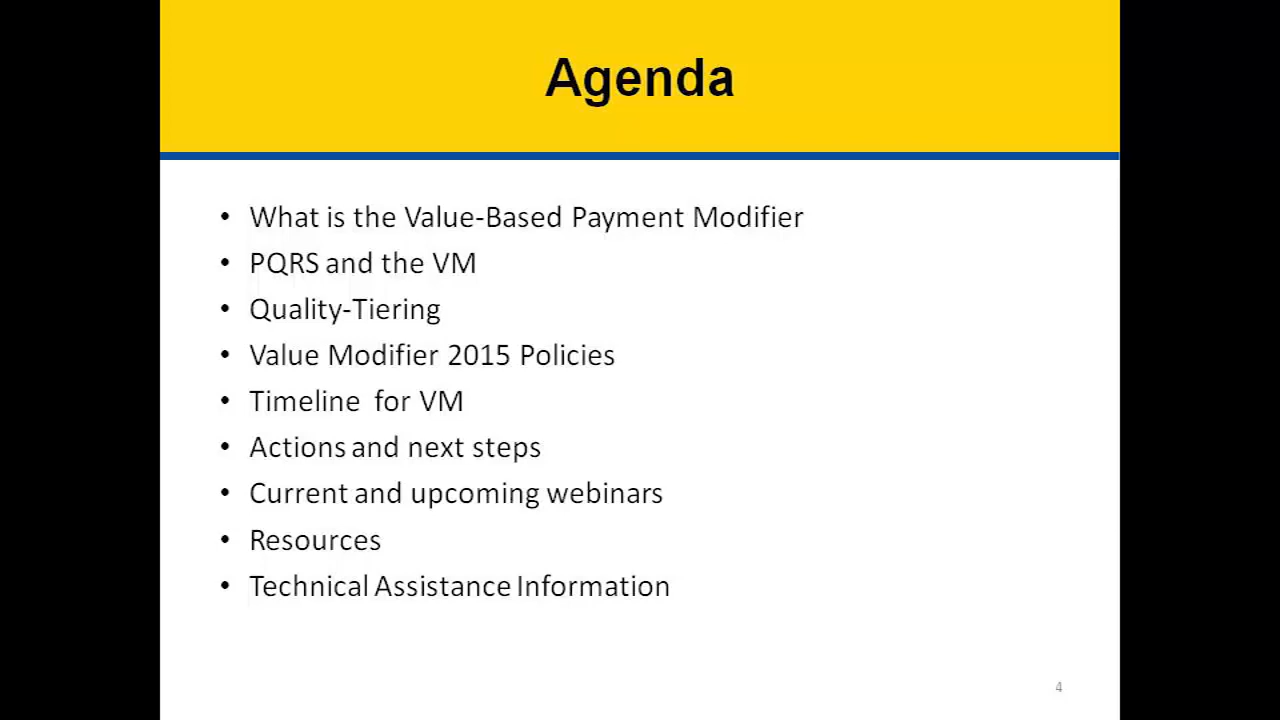 Agenda
• What is the Value-Based Payment Modifier
• PQRS and the VM
• Quality-Tiering
• Value Modifier 2015 Policies
• Timeline for VM
• Actions and next steps
• Current and upcoming webinars
• Resources
• Technical Assistance Information
4